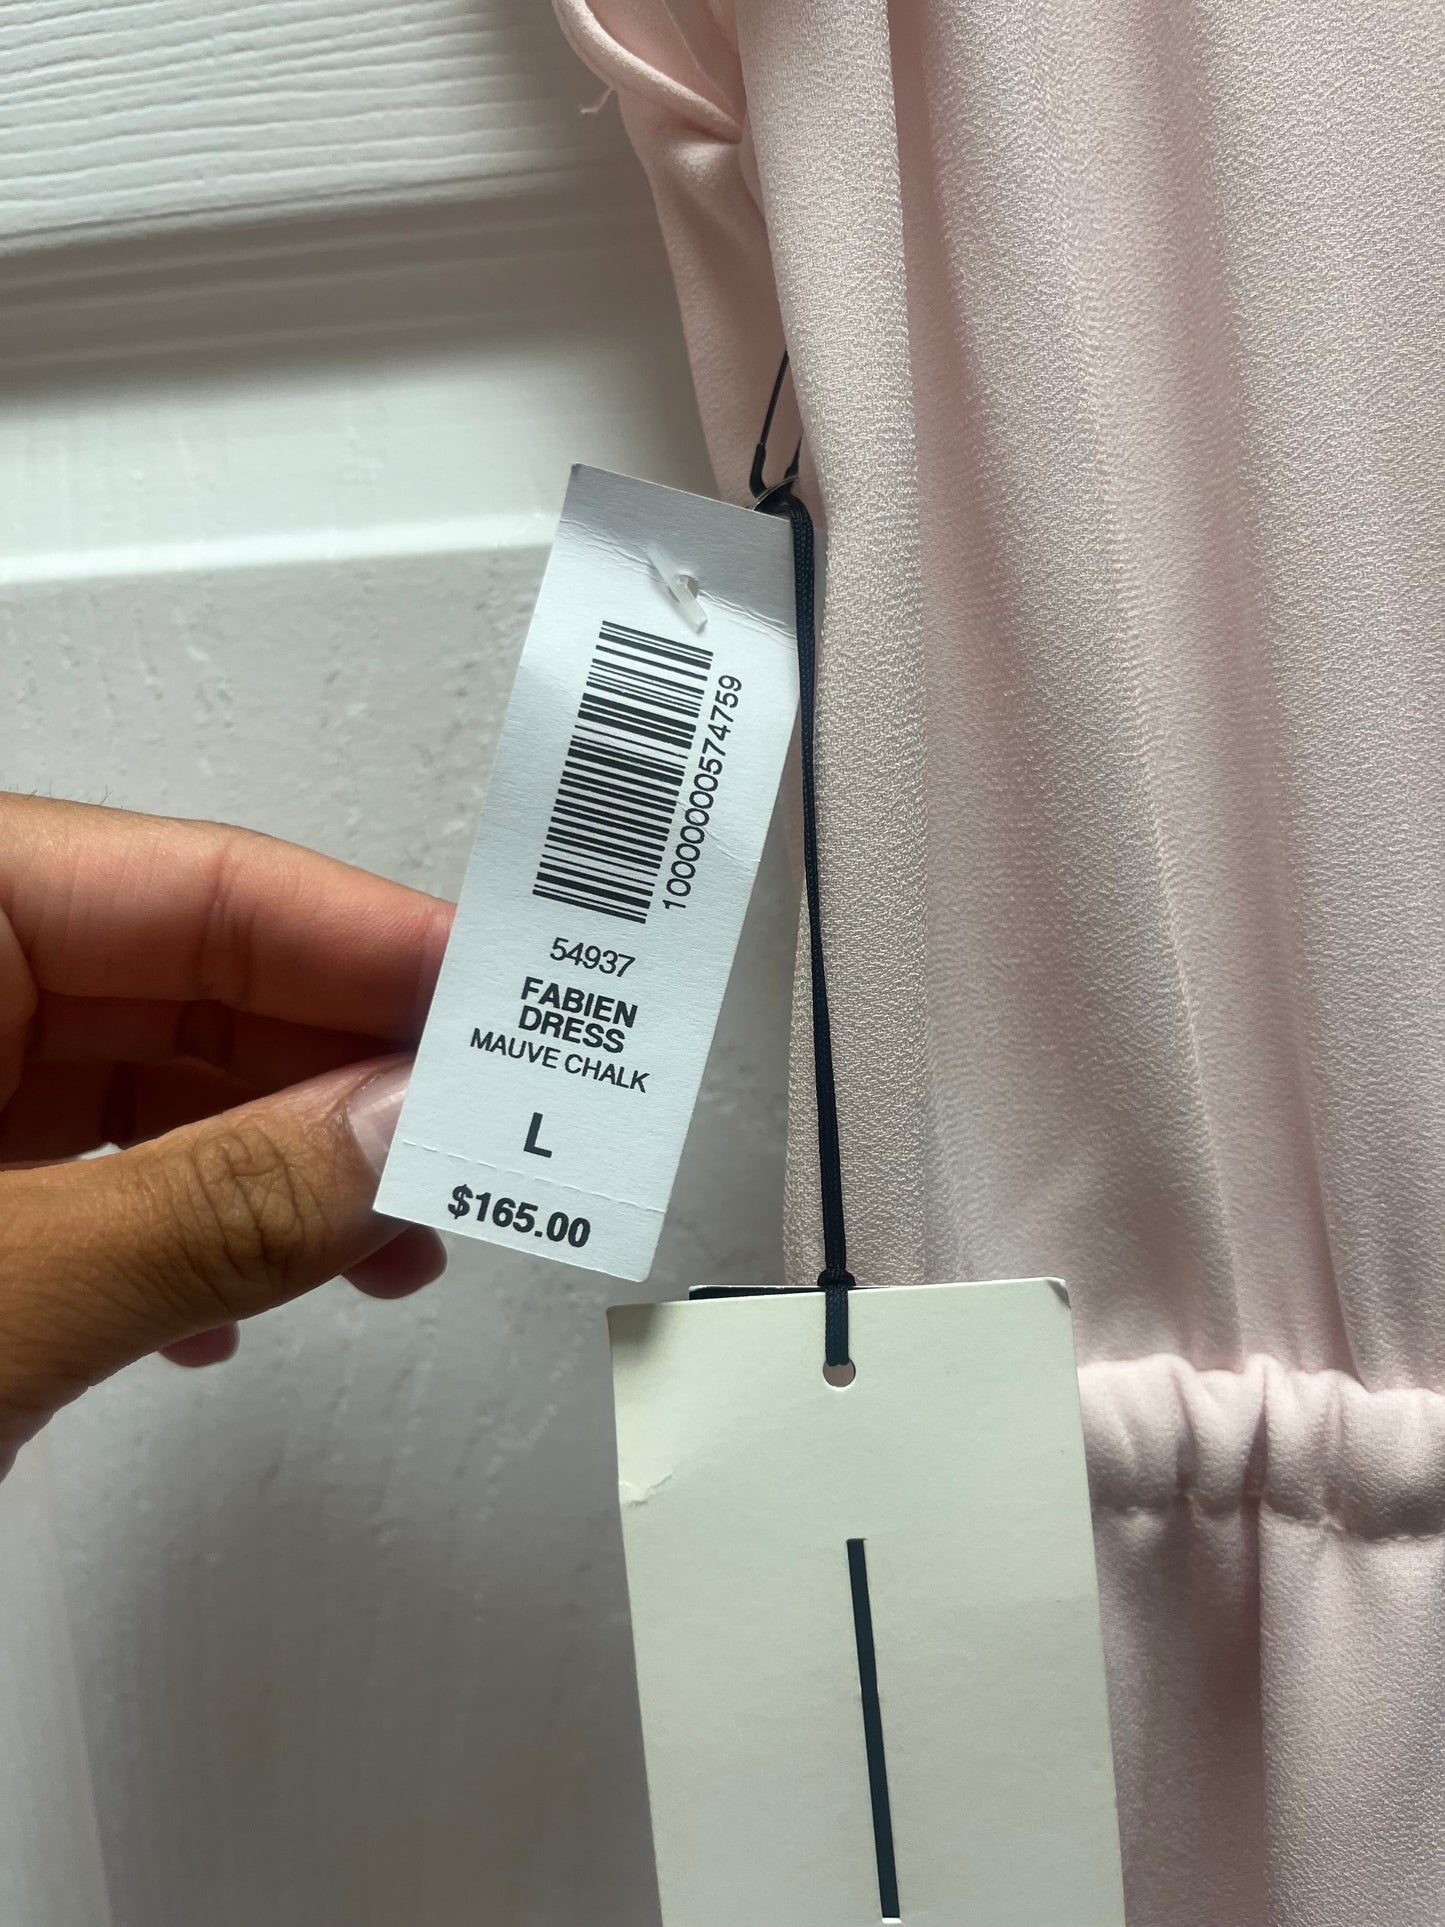 1000000574759
54937
FABIEN
DRESS
MAUVE CHALK
L
$165.00